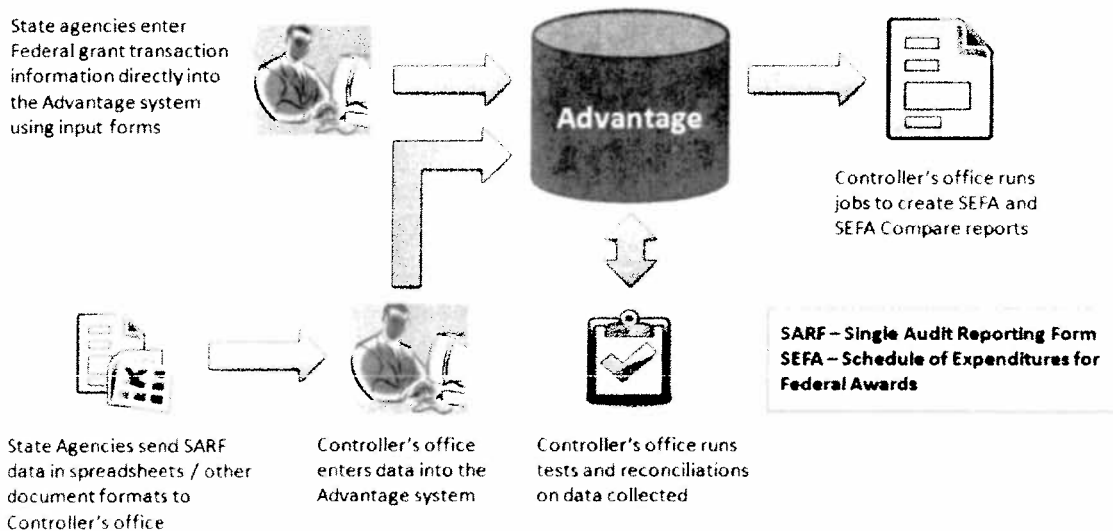 State agencies enter
Federal grant transaction
information directly into
the Advantage system
using input forms
Advantage
Controller's office runs
jobs to create SEFA and
SEFA Compare reports
SARF – Single Audit Reporting Form
SEFA – Schedule of Expenditures for
Federal Awards
State Agencies send SARF
data in spreadsheets / other
document formats to
Controller's office
Controller's office
enters data into the
Advantage system
Controller's office runs
tests and reconciliations
on data collected